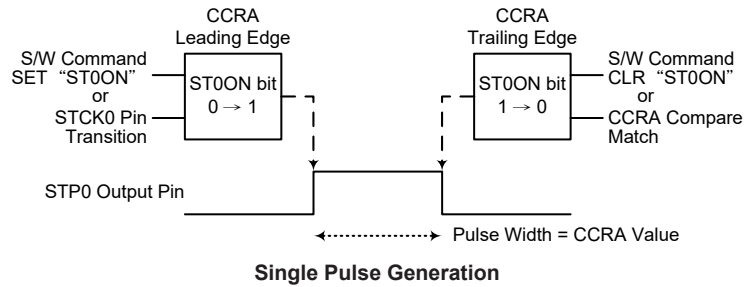 CCRA
Leading Edge
S/W Command
SET “ST0ON”
or
STCK0 Pin
Transition
ST0ON bit
0 → 1
CCRA
Trailing Edge
ST0ON bit
1 → 0
S/W Command
CLR “ST0ON”
or
CCRA Compare
Match
STP0 Output Pin
Pulse Width = CCRA Value
Single Pulse Generation